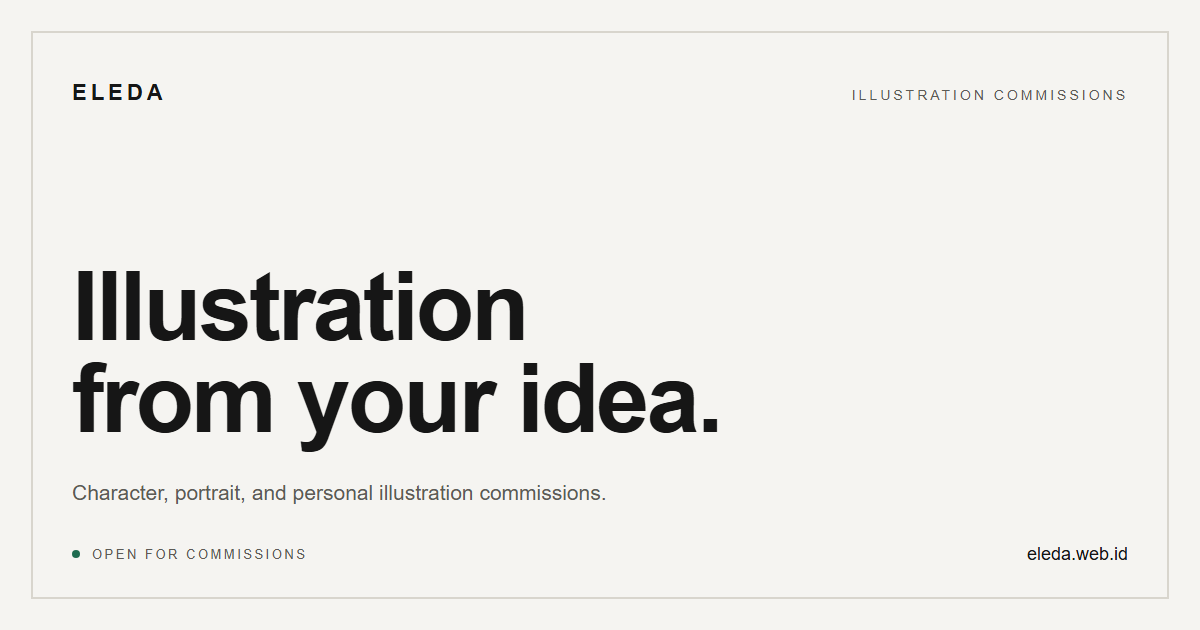 ELEDA
ILLUSTRATION COMMISSIONS
Illustration
from your idea.
Character, portrait, and personal illustration commissions.
OPEN FOR COMMISSIONS
eleda.web.id